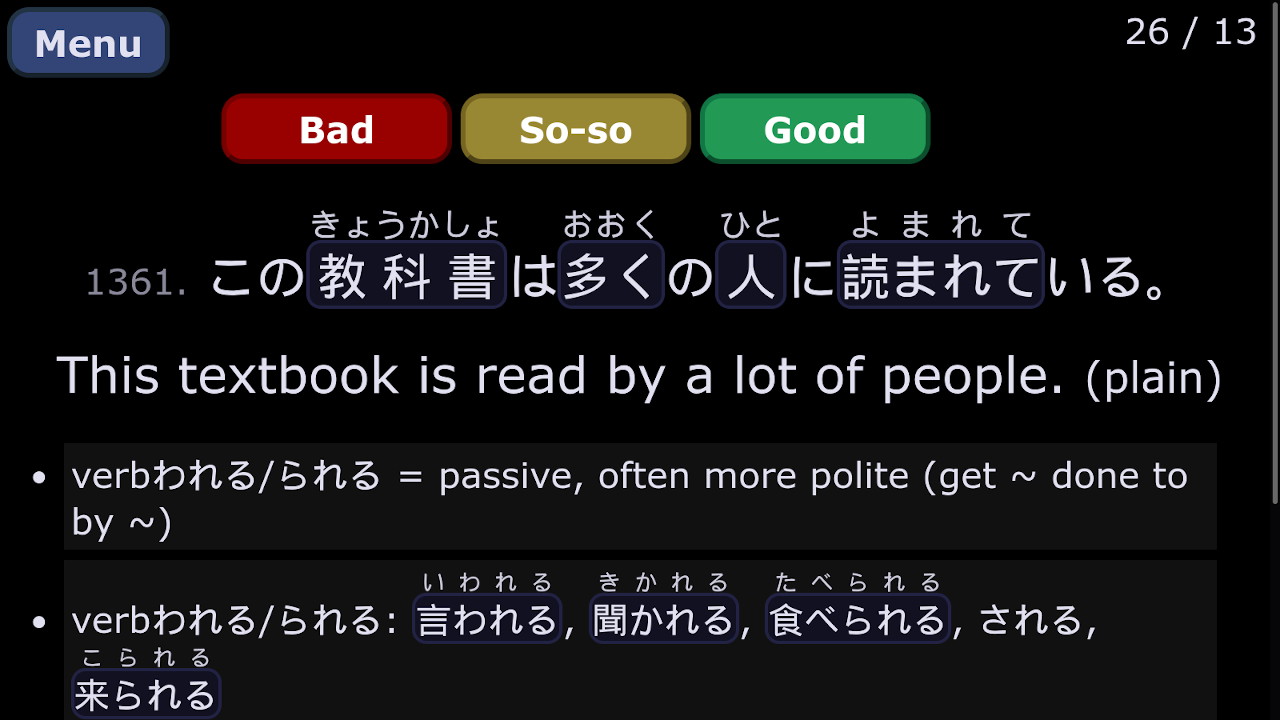 Menu
26 / 13
Bad So-so Good
きょうかしょ おおく ひと よまれて
1361. この教科書は多くの人に読まれている。
This textbook is read by a lot of people. (plain)
• verbわれる/られる = passive, often more polite (get ~ done to
by ~)
いわれる きかれる たべられる
• verbわれる/られる: 言われる, 聞かれる, 食べられる, される,
こられる
来られる